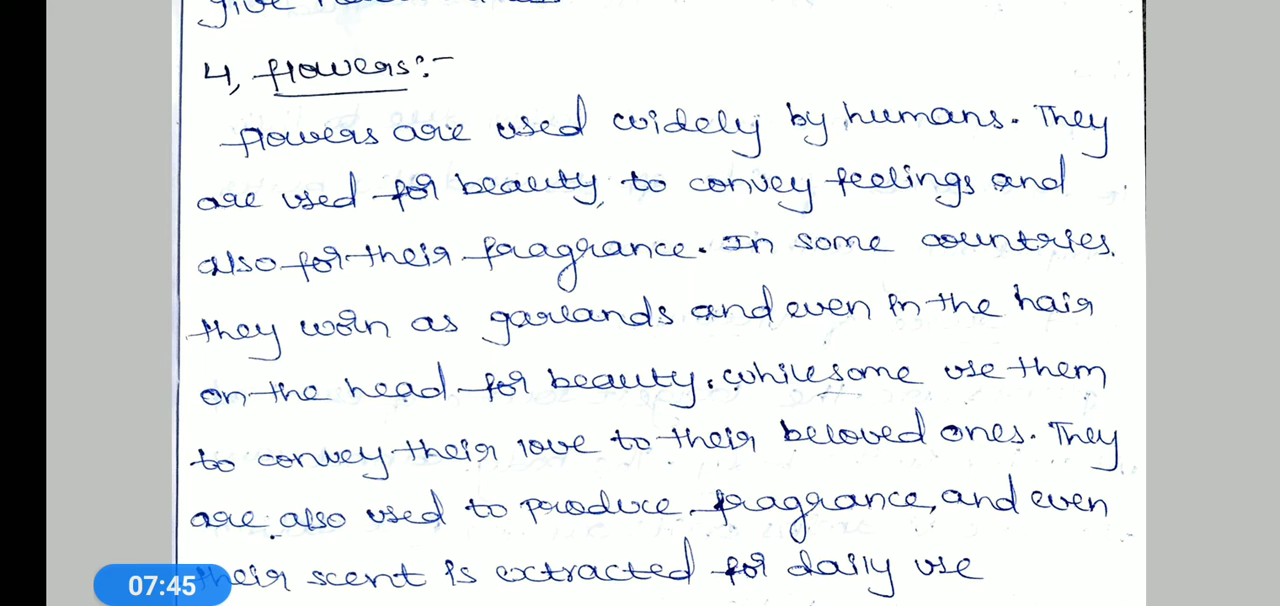 give
4, flowers:-
flowers are used widely by humans. They
are used for beauty, to convey feelings and
also for their fragrance. In some countries.
they worn as garlands and even in the hair
on the head for beauty. while some use them
to convey their love to their beloved ones. They
are also used to produce fragrance, and even
their scent is extracted for daily use
07:45